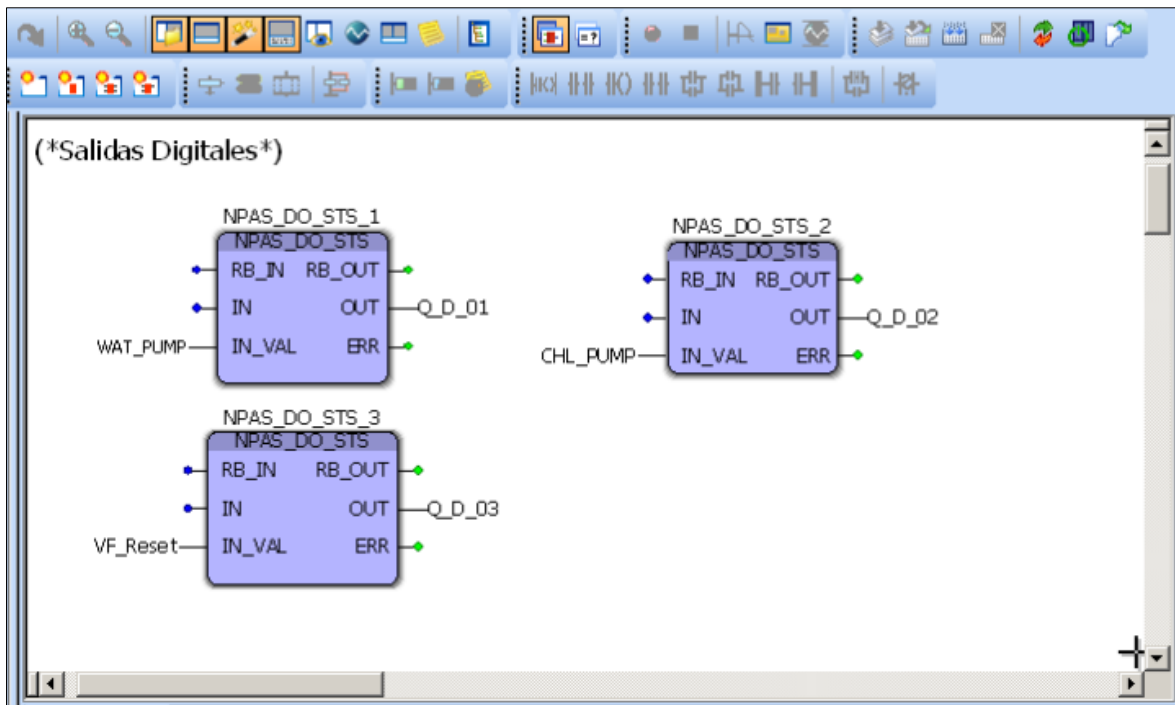 (*Salidas Digitales*)
NPAS_DO_STS_1
NPAS_DO_STS
RB_IN RB_OUT
IN OUT Q_D_01
WAT_PUMP IN_VAL ERR
NPAS_DO_STS_2
NPAS_DO_STS
RB_IN RB_OUT
IN OUT Q_D_02
CHL_PUMP IN_VAL ERR
NPAS_DO_STS_3
NPAS_DO_STS
RB_IN RB_OUT
IN OUT Q_D_03
VF_Reset IN_VAL ERR